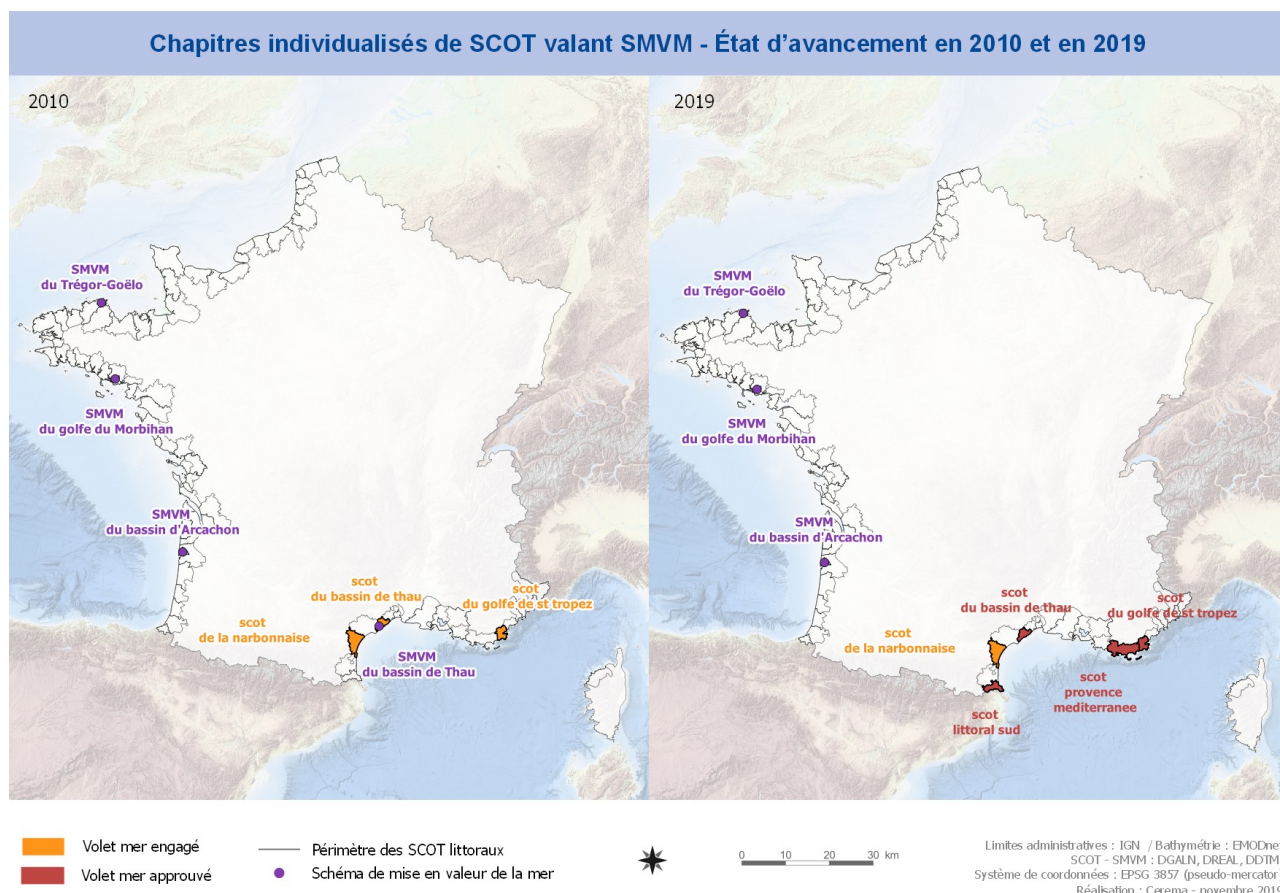 Chapitres individualisés de SCOT valant SMVM - État d'avancement en 2010 et en 2019
2010
SMVM
du Trégor-Goëlo
SMVM
du golfe du Morbihan
SMVM
du bassin d'Arcachon
scot
du bassin de thau
scot
du golfe de st tropez
scot
de la narbonnaise
SMVM
du bassin de Thau
2019
SMVM
du Trégor-Goëlo
SMVM
du golfe du Morbihan
SMVM
du bassin d'Arcachon
scot
du bassin de thau
scot
du golfe de st tropez
scot
de la narbonnaise
scot
provence
mediterranee
scot
littoral sud
Volet mer engagé
Volet mer approuvé
Périmètre des SCOT littoraux
Schéma de mise en valeur de la mer
0 10 20 30 km
Limites administratives : IGN / Bathymétrie : EMODne
SCOT - SMVM : DGALN, DREAL, DDTM
Système de coordonnées : EPSG 3857 (pseudo-mercator
Réalisation : Cerema - novembre 2019